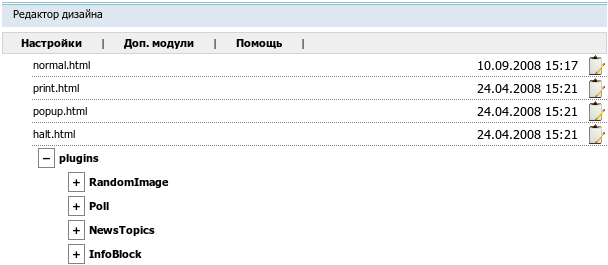 Редактор дизайна
Настройки | Доп. модули | Помощь |
normal.html 10.09.2008 15:17
print.html 24.04.2008 15:21
popup.html 24.04.2008 15:21
halt.html 24.04.2008 15:21
− plugins
+ RandomImage
+ Poll
+ NewsTopics
+ InfoBlock